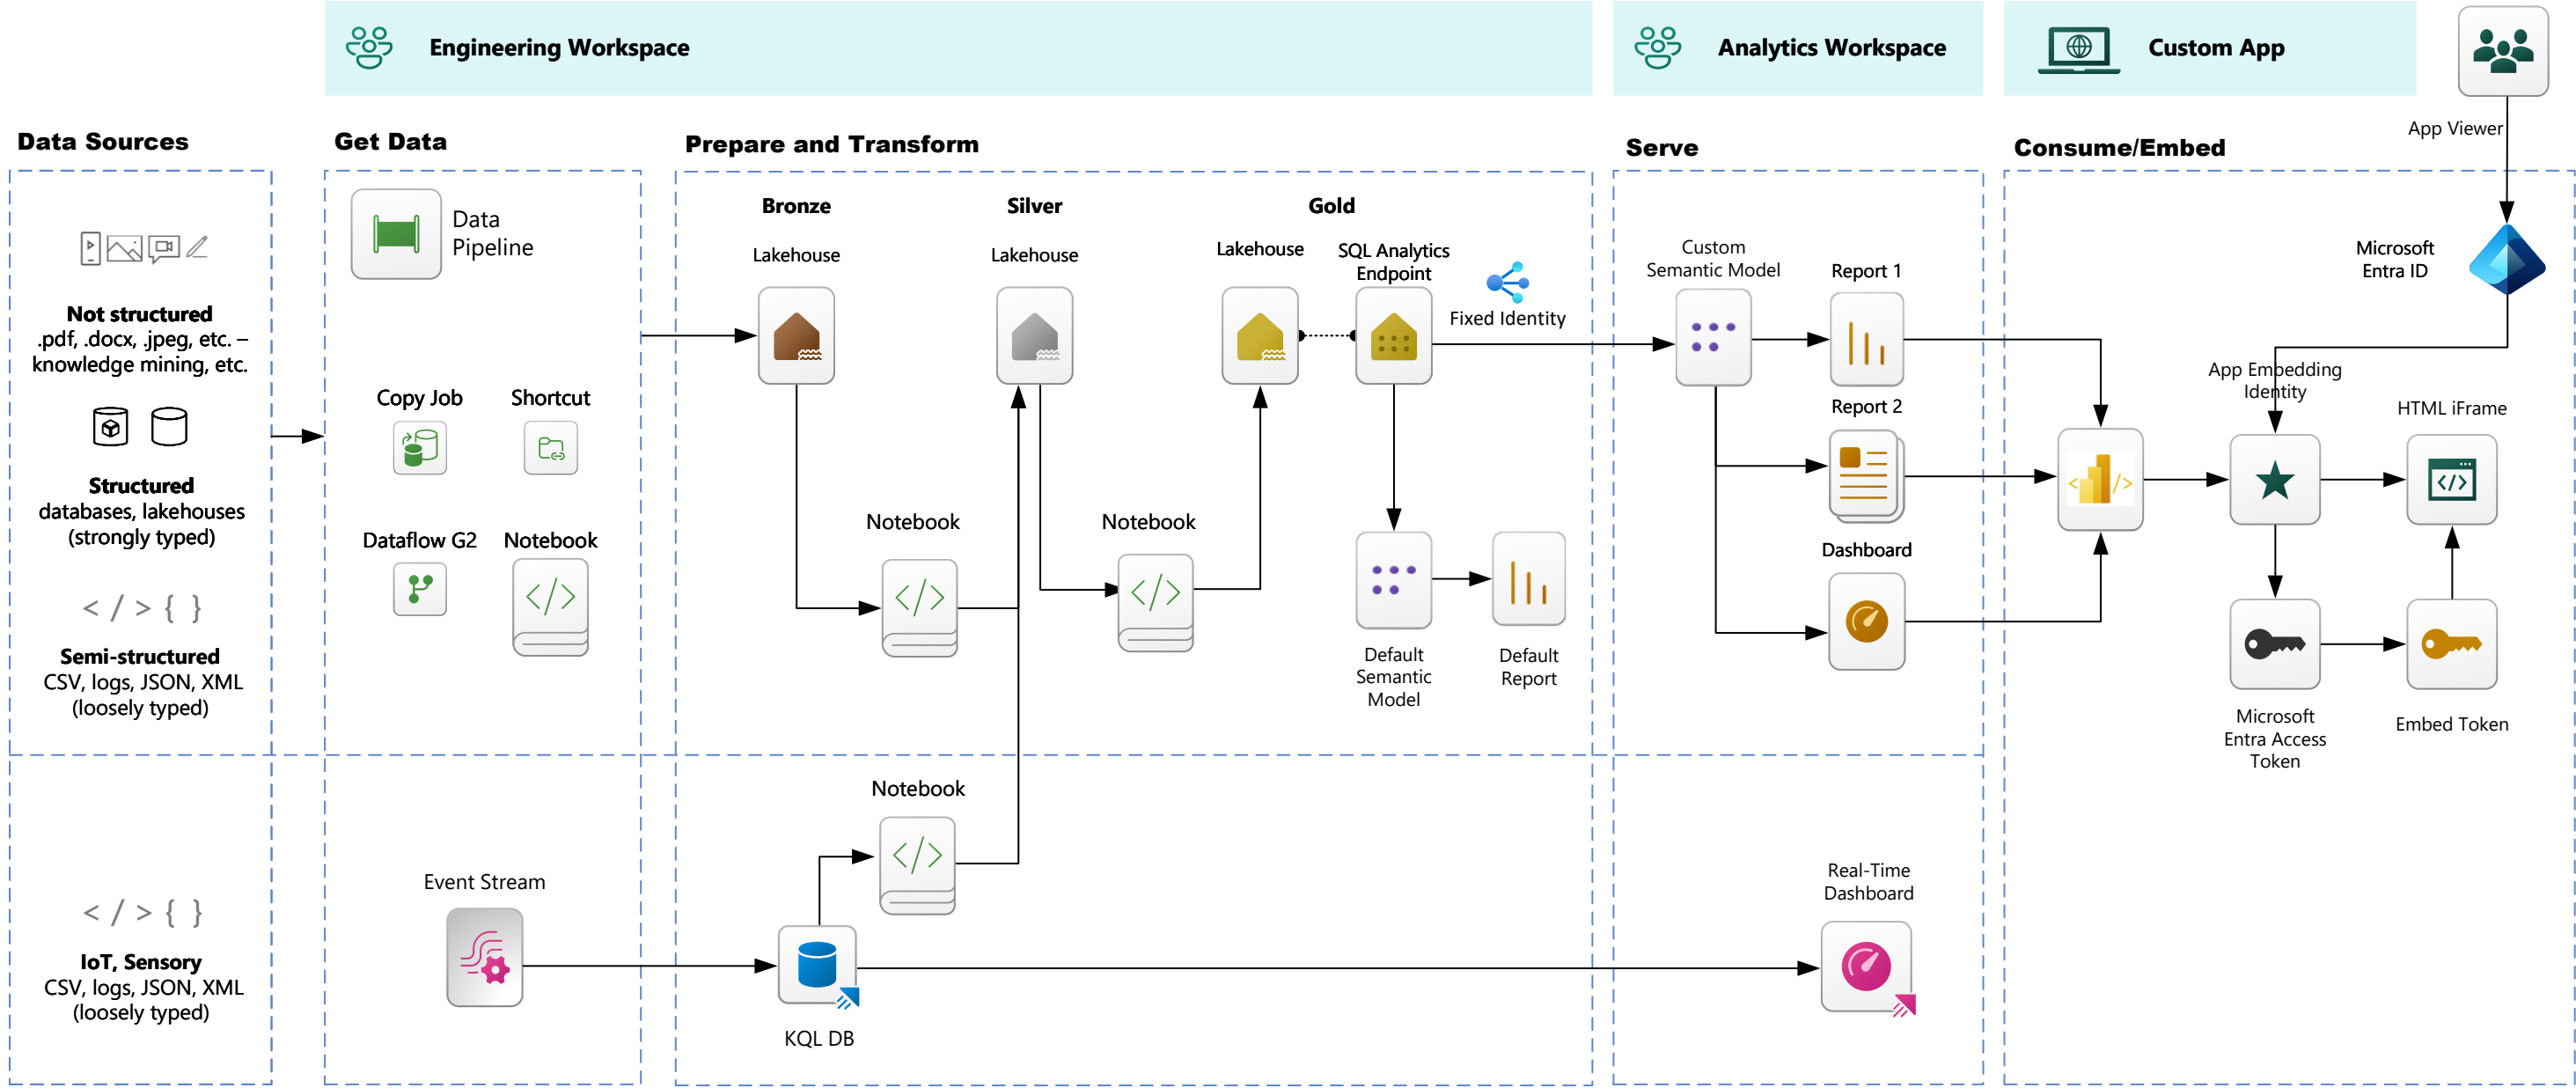 Engineering Workspace
Analytics Workspace
Custom App
App Viewer
Data Sources
Get Data
Prepare and Transform
Serve
Consume/Embed
Not structured
.pdf, .docx, .jpeg, etc. –
knowledge mining, etc.
Structured
databases, lakehouses
(strongly typed)
</> { }
Semi-structured
CSV, logs, JSON, XML
(loosely typed)
</> { }
IoT, Sensory
CSV, logs, JSON, XML
(loosely typed)
Data
Pipeline
Copy Job
Shortcut
Dataflow G2
Notebook
</>
Event Stream
Bronze
Lakehouse
Silver
Lakehouse
Gold
Lakehouse
SQL Analytics
Endpoint
Fixed Identity
Notebook
</>
Notebook
</>
Default
Semantic
Model
Default
Report
Notebook
</>
KQL DB
Custom
Semantic Model
Report 1
Report 2
Dashboard
Real-Time
Dashboard
Microsoft
Entra ID
App Embedding
Identity
HTML iFrame
</>
</>
Microsoft
Entra Access
Token
Embed Token